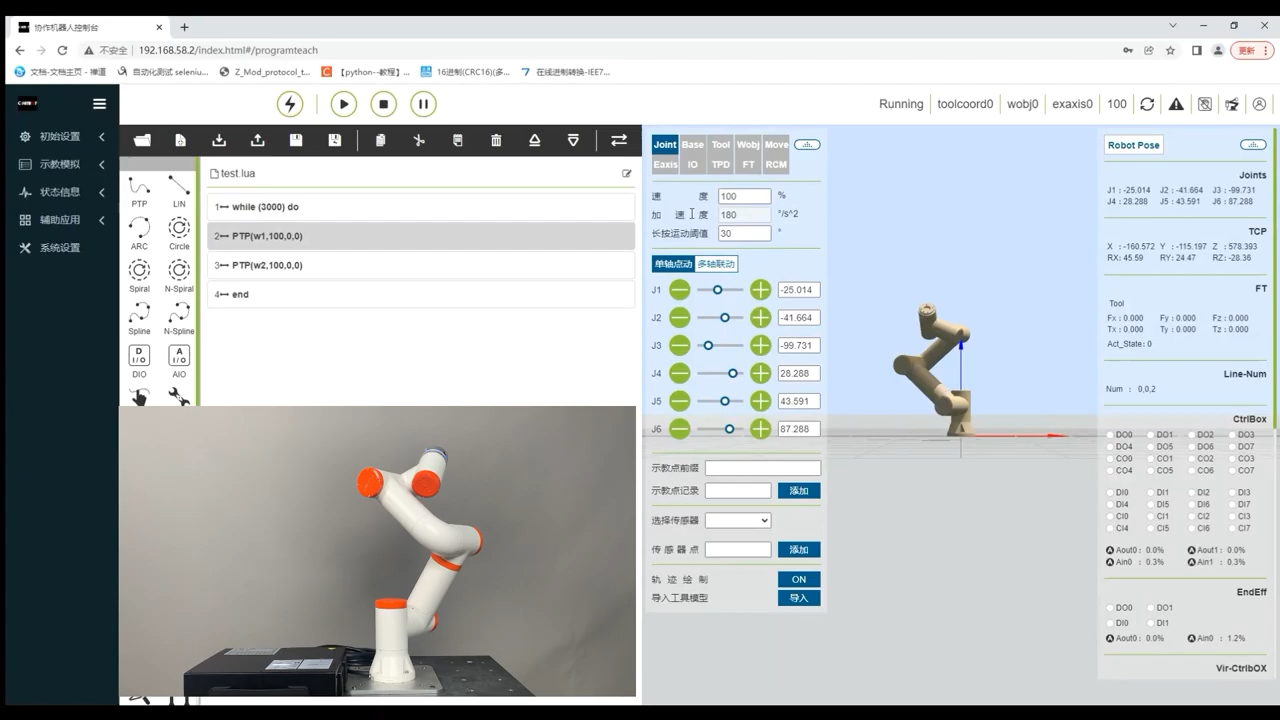 协作机器人控制台
不安全 192.168.58.2/index.html#/programteach 更新
文档-文档主页 - 禅道 自动化测试 seleniu... Z_Mod_protocol_t... 【python--教程】... 16进制(CRC16)(多... 在线进制转换-IEE7...
Running toolcoord0 wobj0 exaxis0 100
初始设置
示教模拟
状态信息
辅助应用
系统设置
PTP LIN
ARC Circle
Spiral N-Spiral
Spline N-Spline
D I/O A I/O
DIO AIO
test.lua
1 while (3000) do
2 PTP(w1,100,0,0)
3 PTP(w2,100,0,0)
4 end
Joint Base Tool Wobj Move
Eaxis IO TPD FT RCM
速 度 100 %
加 速 度 180 °/s^2
长按运动阈值 30 °
单轴点动 多轴联动
J1 -25.014
J2 -41.664
J3 -99.731
J4 28.288
J5 43.591
J6 87.288
示教点前缀
示教点记录 添加
选择传感器
传感器点 添加
轨迹绘制 ON
导入工具模型 导入
Robot Pose
Joints
J1 : -25.014 J2 : -41.664 J3 : -99.731
J4 : 28.288 J5 : 43.591 J6 : 87.288
TCP
X : -160.572 Y : -115.197 Z : 578.393
RX: 45.59 RY: 24.47 RZ: -28.36
FT
Tool
Fx : 0.000 Fy : 0.000 Fz : 0.000
Tx : 0.000 Ty : 0.000 Tz : 0.000
Act_State: 0
Line-Num
Num : 0,0,2
CtrlBox
DO0 DO1 DO2 DO3
DO4 DO5 DO6 DO7
CO0 CO1 CO2 CO3
CO4 CO5 CO6 CO7
DI0 DI1 DI2 DI3
DI4 DI5 DI6 DI7
CI0 CI1 CI2 CI3
CI4 CI5 CI6 CI7
Aout0 : 0.0% Aout1 : 0.0%
Ain0 : 0.3% Ain1 : 0.3%
EndEff
DO0 DO1
DI0 DI1
Aout0 : 0.0% Ain0 : 1.2%
Vir-CtrlbOX